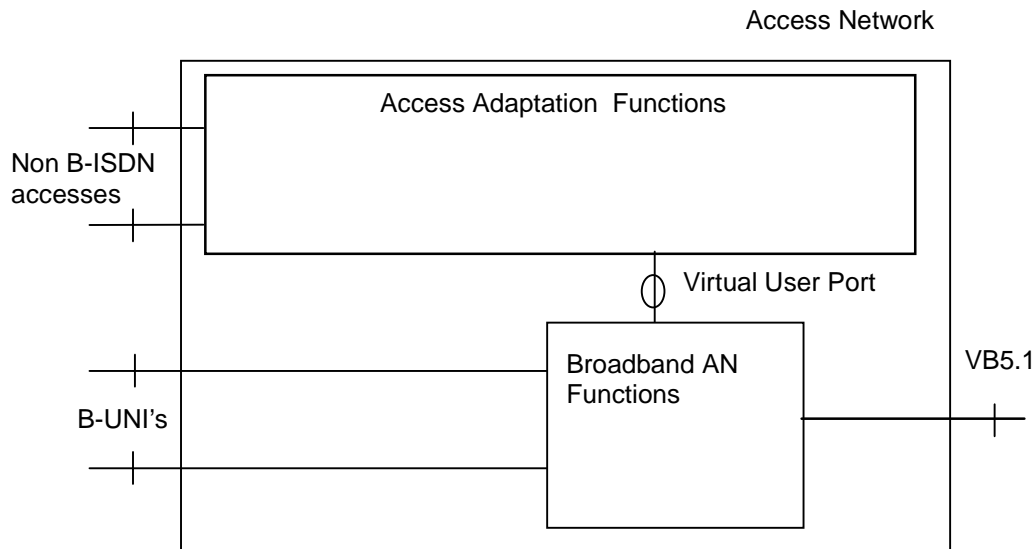 Access Network
Access Adaptation Functions
Non B-ISDN
accesses
Virtual User Port
Broadband AN
Functions
VB5.1
B-UNI's